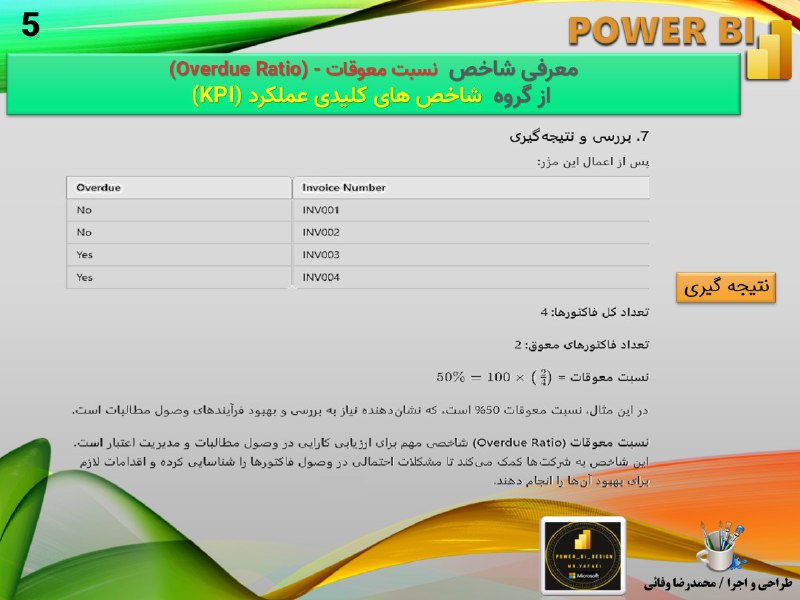 5
POWER BI
معرفی شاخص نسبت معوقات - (Overdue Ratio)
از گروه شاخص های کلیدی عملکرد (KPI)
7. بررسی و نتیجه‌گیری
پس از اعمال این مژر:
Overdue Invoice Number
No INV001
No INV002
Yes INV003
Yes INV004
نتیجه گیری
تعداد کل فاکتورها: 4
تعداد فاکتورهای معوق: 2
نسبت معوقات = (2/4) × 100 = 50%
در این مثال، نسبت معوقات 50% است، که نشان‌دهنده نیاز به بررسی و بهبود فرآیندهای وصول مطالبات است.
نسبت معوقات (Overdue Ratio) شاخصی مهم برای ارزیابی کارایی در وصول مطالبات و مدیریت اعتبار است.
این شاخص به شرکت‌ها کمک می‌کند تا مشکلات احتمالی در وصول فاکتورها را شناسایی کرده و اقدامات لازم
برای بهبود آن‌ها را انجام دهند.
POWER_BI_DESIGN
MR.VAFAEI
Microsoft
طراحی و اجرا / محمدرضا وفائی